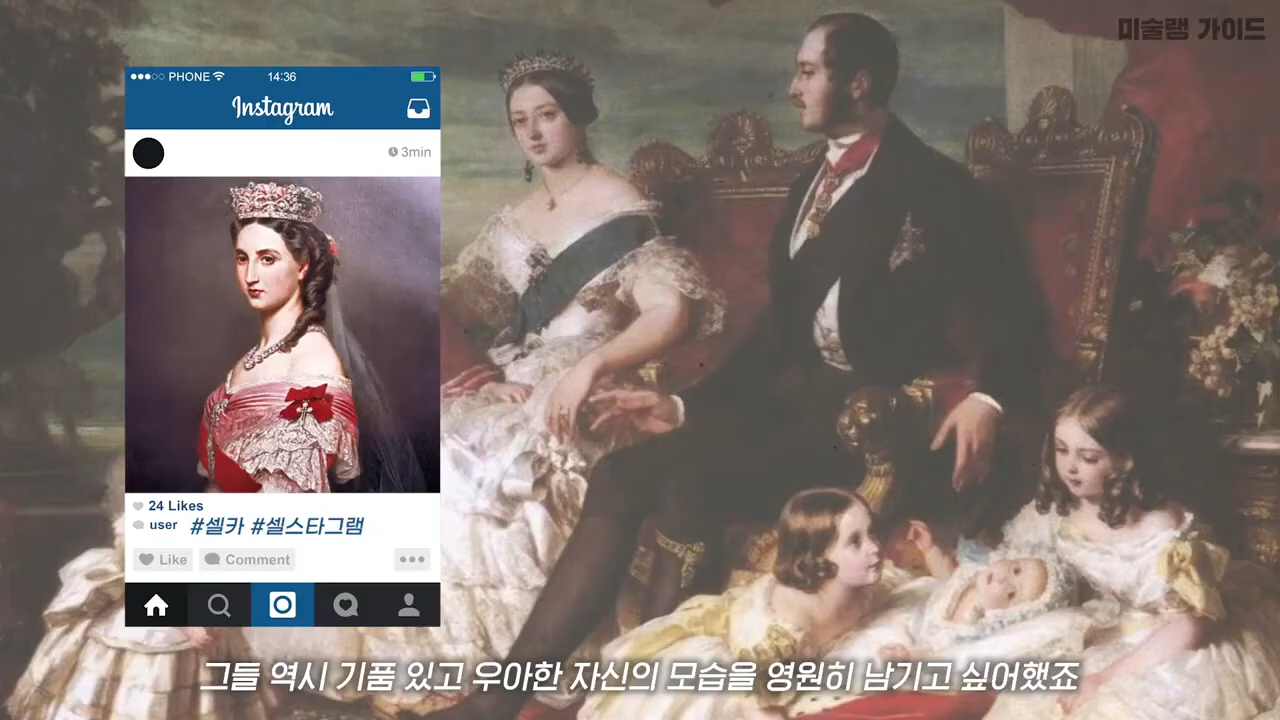 미술랭 가이드
PHONE 14:36
Instagram
3min
24 Likes
user #셀카 #셀스타그램
Like Comment
그들 역시 기품 있고 우아한 자신의 모습을 영원히 남기고 싶어했죠